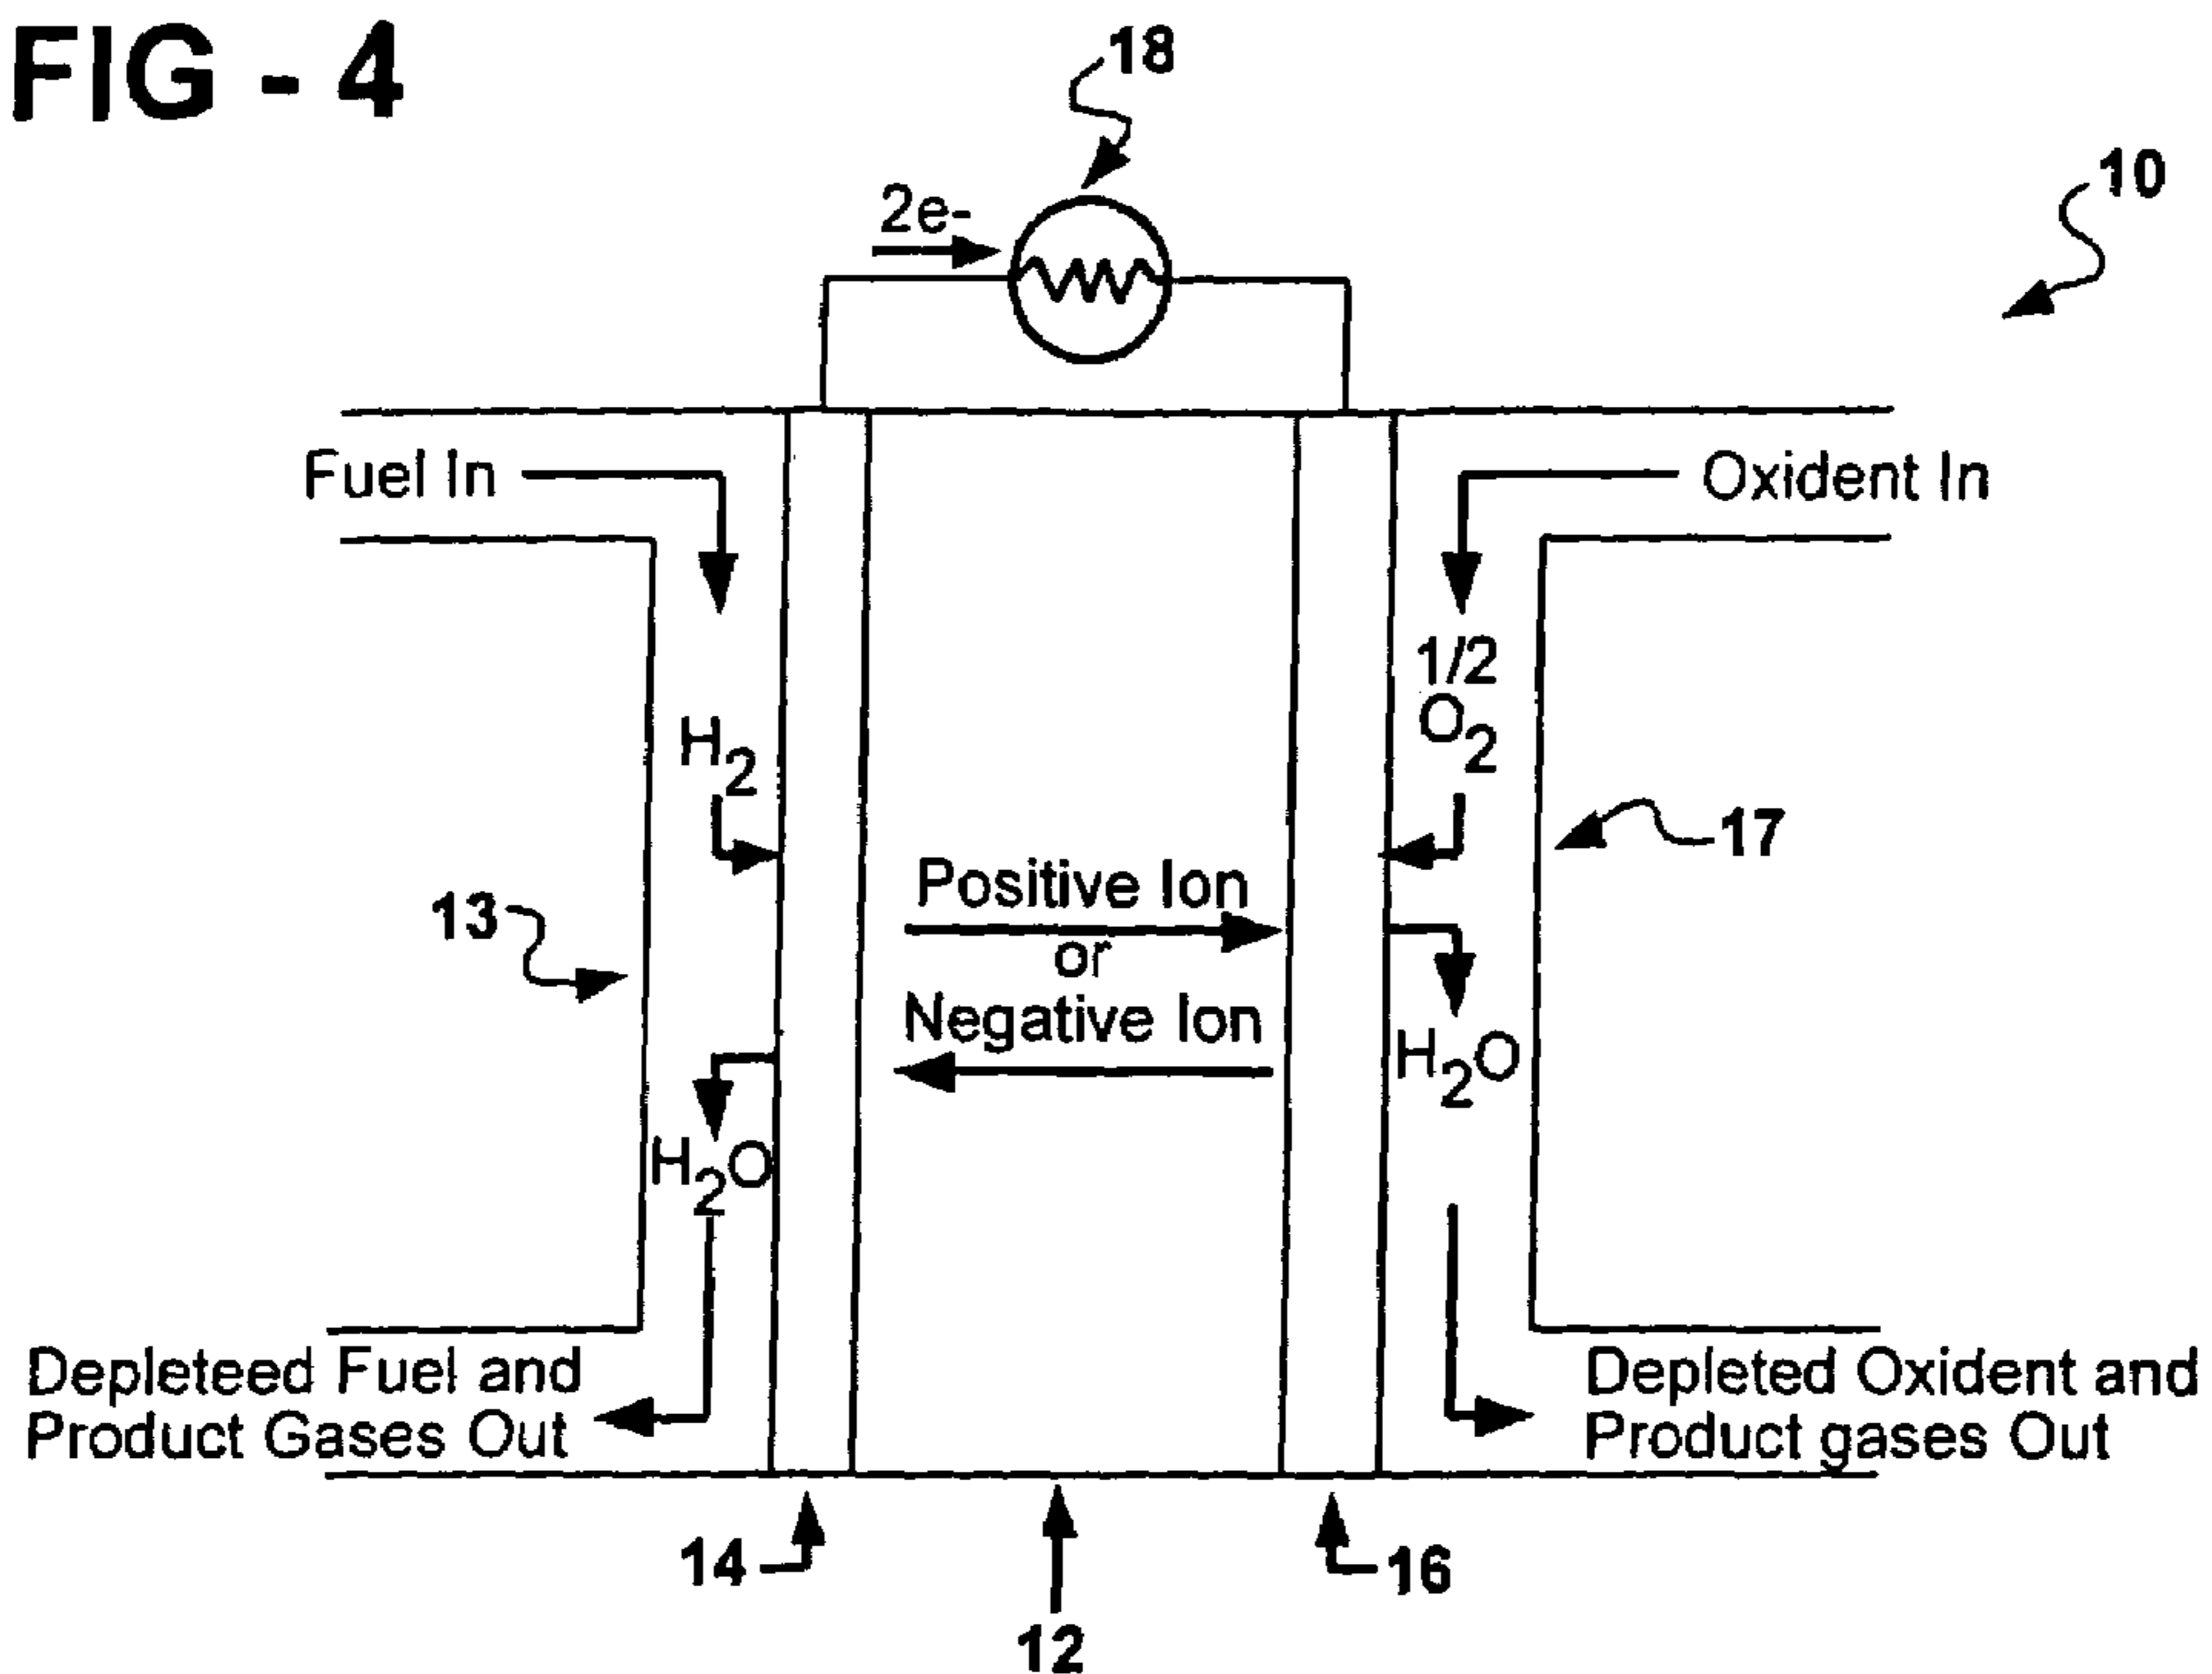 FIG - 4
18
10
2e-
Fuel In
Oxident In
1/2
O2
H2
17
Positive Ion
13
or
Negative Ion
H2O
H2O
Depleteed Fuel and
Product Gases Out
Depleted Oxident and
Product gases Out
14
16
12